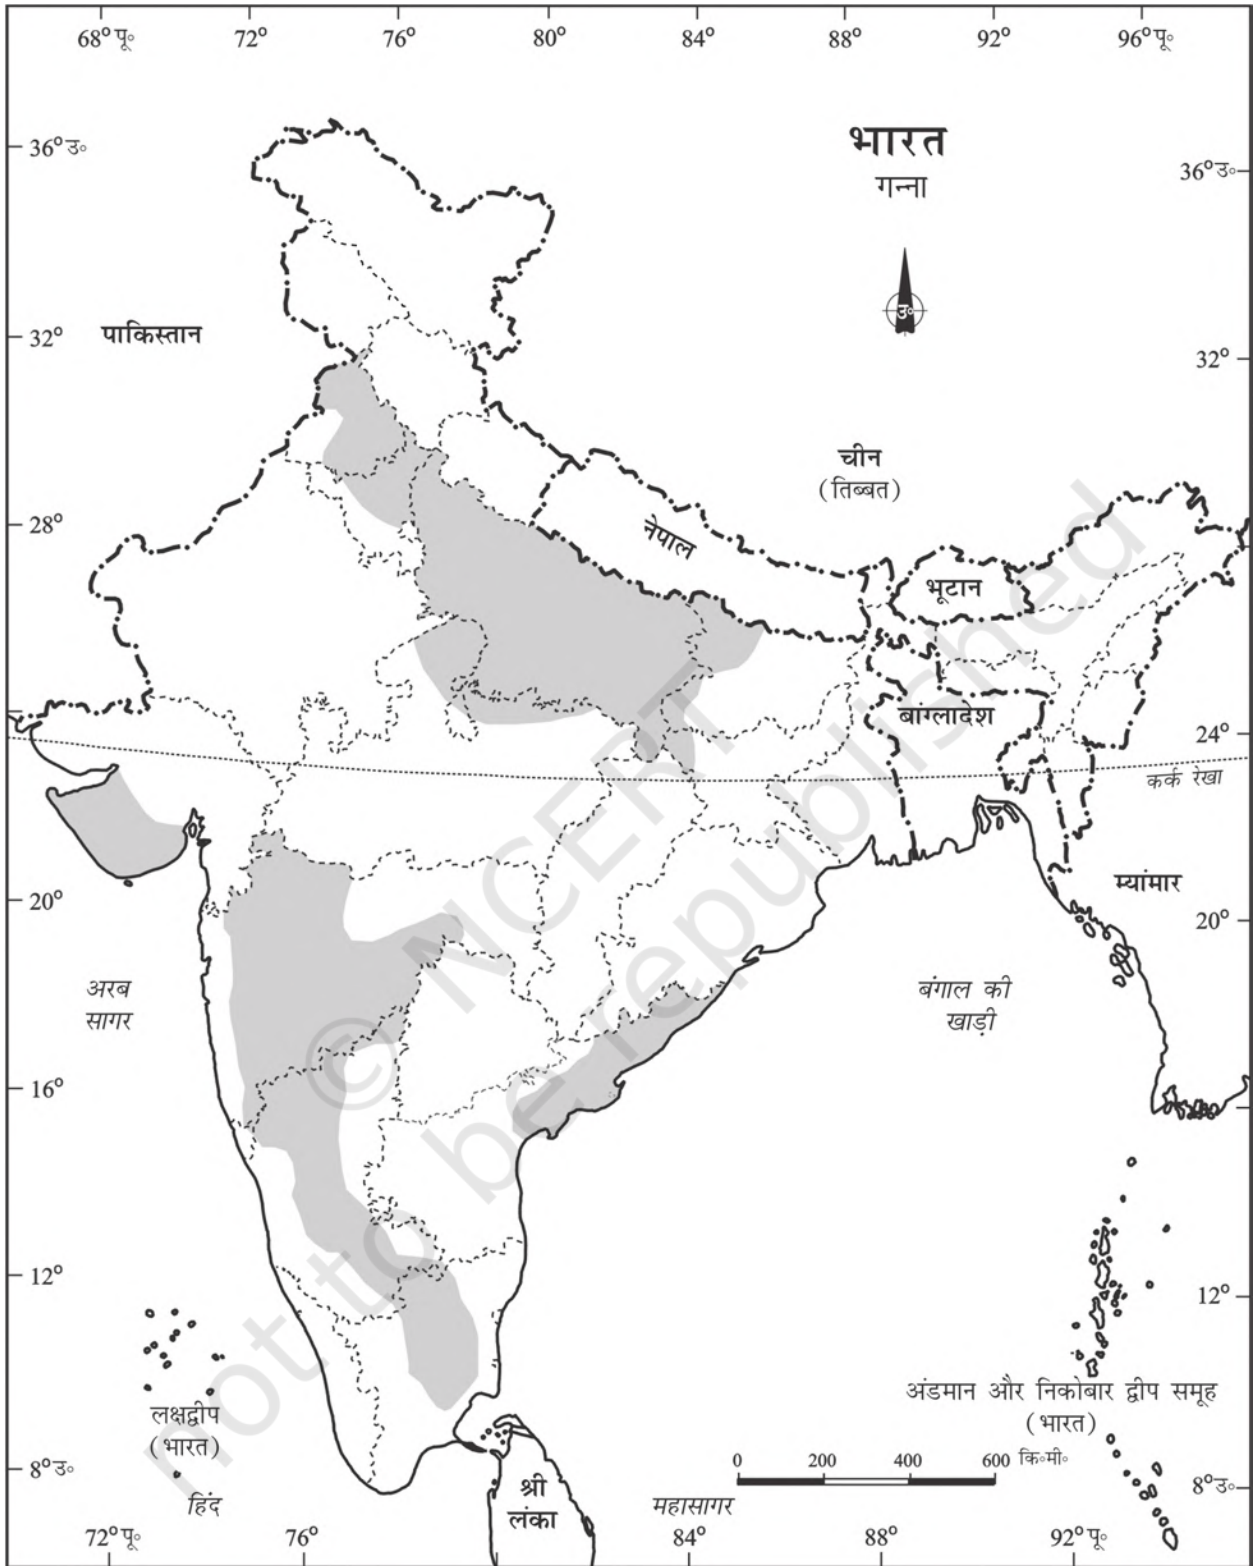 68° पू॰ 72° 76° 80° 84° 88° 92° 96° पू॰
भारत
गन्ना
36° उ॰
36° उ॰
उ॰
पाकिस्तान
32°
32°
चीन
(तिब्बत)
28°
नेपाल
भूटान
बांग्लादेश
24°
कर्क रेखा
म्यांमार
20°
20°
अरब
सागर
बंगाल की
खाड़ी
16°
12°
12°
अंडमान और निकोबार द्वीप समूह
(भारत)
लक्षद्वीप
(भारत)
0 200 400 600 कि॰मी॰
8° उ॰
8° उ॰
हिंद
श्री
लंका
महासागर
72° पू॰ 76° 84° 88° 92° पू॰
© NCERT
not to be republished